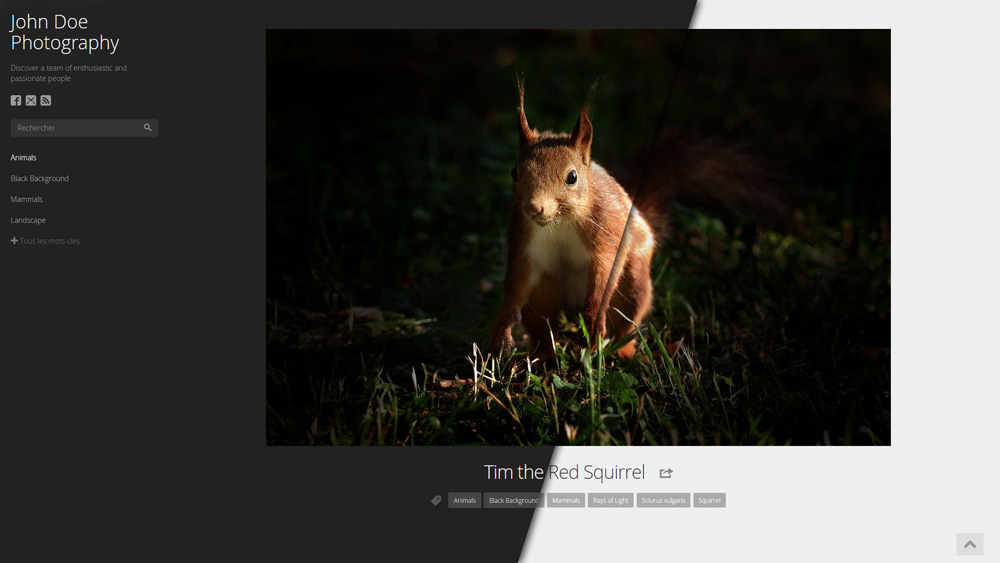 John Doe
Photography
Discover a team of enthusiastic and
passionate people
Rechercher
Animals
Black Background
Mammals
Landscape
Tous les mots-clés
Tim the Red Squirrel
Animals Black Background Mammals Rays of Light Sciurus vulgaris Squirrel